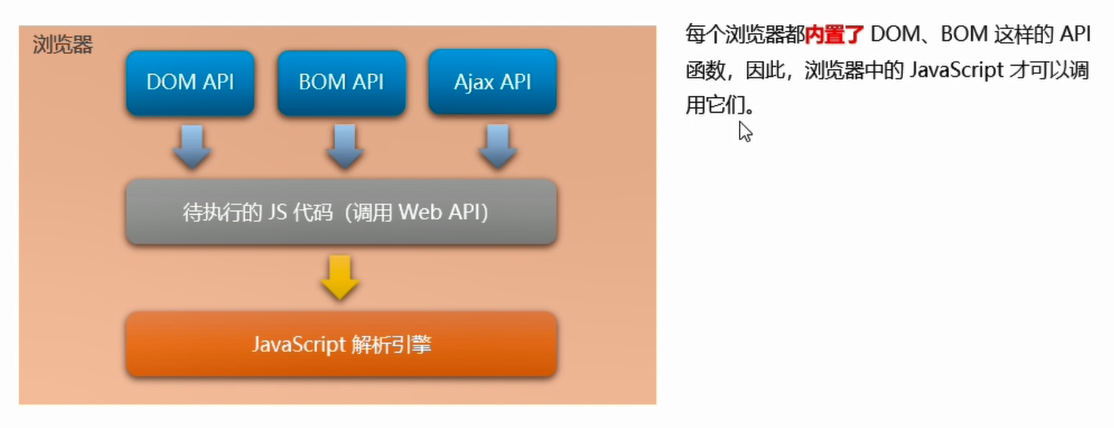 浏览器
DOM API
BOM API
Ajax API
待执行的 JS 代码（调用 Web API）
JavaScript 解析引擎
每个浏览器都内置了 DOM、BOM 这样的 API
函数，因此，浏览器中的 JavaScript 才可以调
用它们。